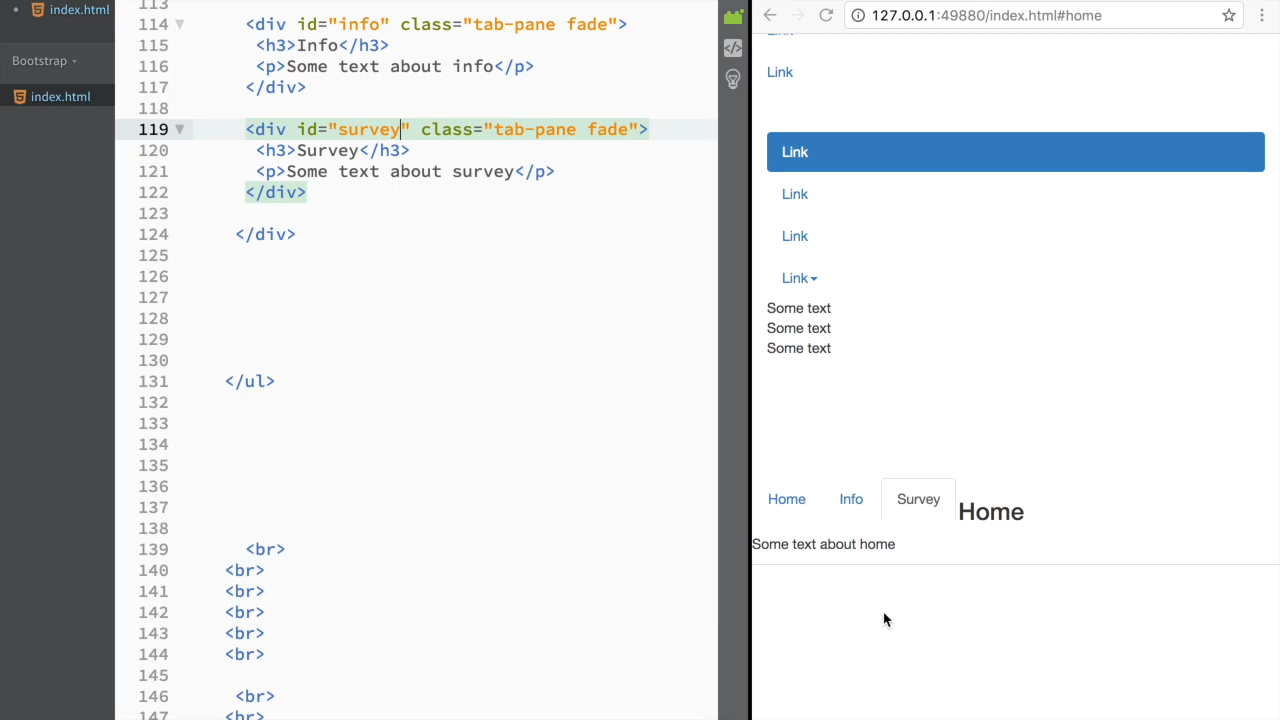 index.html
Bootstrap
index.html
113
114 <div id="info" class="tab-pane fade">
115 <h3>Info</h3>
116 <p>Some text about info</p>
117 </div>
118
119 <div id="survey" class="tab-pane fade">
120 <h3>Survey</h3>
121 <p>Some text about survey</p>
122 </div>
123
124 </div>
125
126
127
128
129
130
131 </ul>
132
133
134
135
136
137
138
139 <br>
140 <br>
141 <br>
142 <br>
143 <br>
144 <br>
145
146 <br>
147 <br>
127.0.0.1:49880/index.html#home
Link
Link
Link
Link
Link
Link
Some text
Some text
Some text
Home Info Survey Home
Some text about home